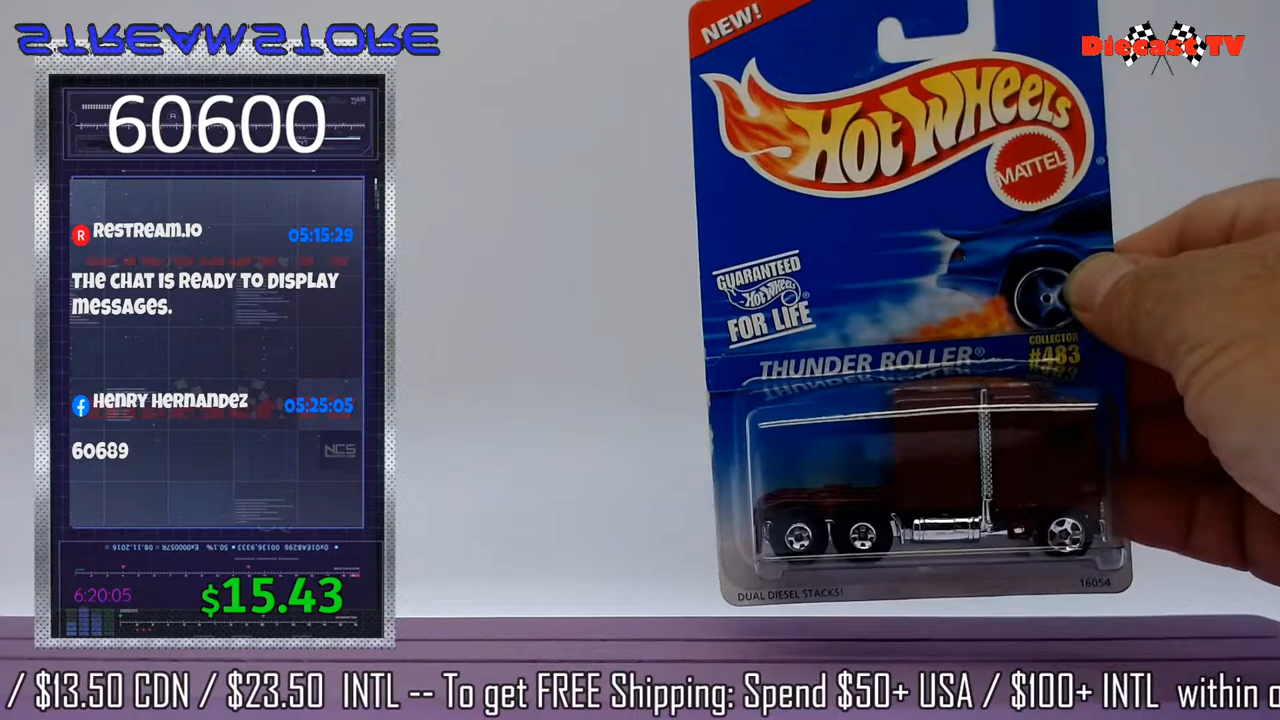 STREAM STORE
60600
Restream.io 05:15:29
The chat is ready to display
messages.
Henry Hernandez 05:25:05
60689
NCS
6:20:05
$15.43
Diecast TV
NEW!
Hot Wheels
MATTEL
GUARANTEED
Hot Wheels
FOR LIFE
COLLECTOR
THUNDER ROLLER®
#483
16054
DUAL DIESEL STACKS!
/ $13.50 CDN / $23.50 INTL -- To get FREE Shipping: Spend $50+ USA / $100+ INTL within